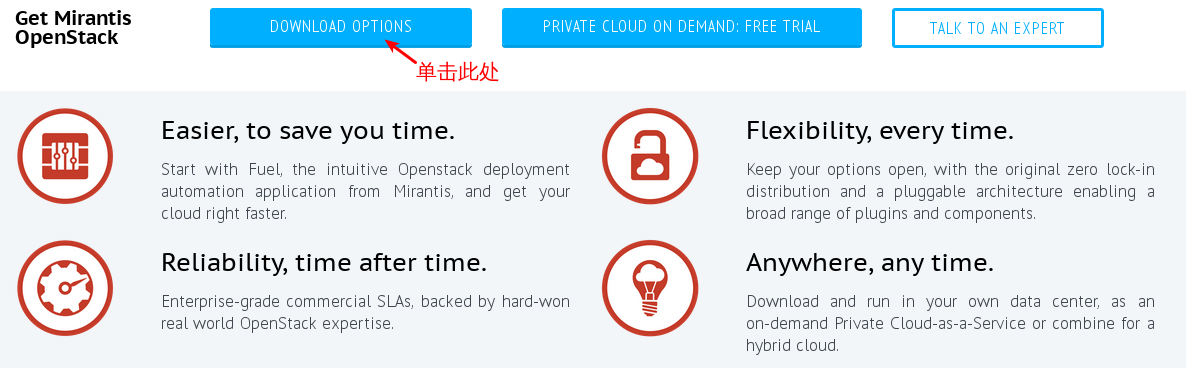 Get Mirantis
OpenStack
DOWNLOAD OPTIONS
PRIVATE CLOUD ON DEMAND: FREE TRIAL
TALK TO AN EXPERT
单击此处
Easier, to save you time.
Start with Fuel, the intuitive Openstack deployment
automation application from Mirantis, and get your
cloud right faster.
Flexibility, every time.
Keep your options open, with the original zero lock-in
distribution and a pluggable architecture enabling a
broad range of plugins and components.
Reliability, time after time.
Enterprise-grade commercial SLAs, backed by hard-won
real world OpenStack expertise.
Anywhere, any time.
Download and run in your own data center, as an
on-demand Private Cloud-as-a-Service or combine for a
hybrid cloud.